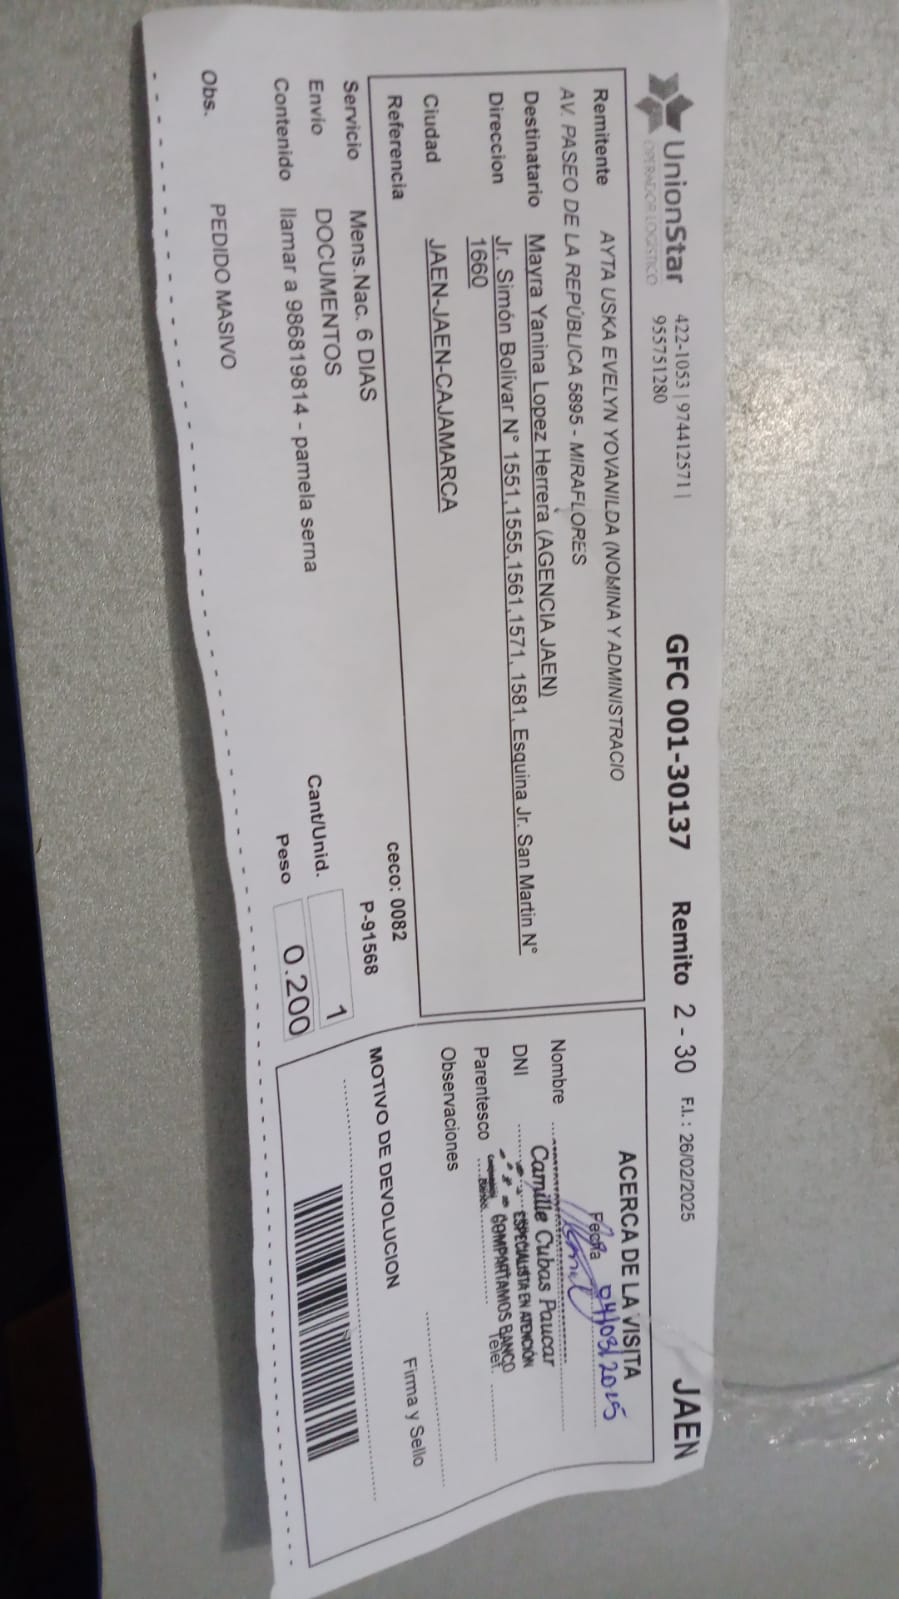 UnionStar
OPERADOR LOGISTICO
422-1053 | 974412571 |
955751280
GFC 001-30137
Remito 2 - 30
F.I.: 26/02/2025
JAEN
Remitente AYTA USKA EVELYN YOVANILDA (NOMINA Y ADMINISTRACIO
AV. PASEO DE LA REPÚBLICA 5895 - MIRAFLORES
Destinatario Mayra Yanina Lopez Herrera (AGENCIA JAEN)
Direccion Jr. Simón Bolívar N° 1551,1555,1561,1571, 1581, Esquina Jr. San Martin N°
1660
Ciudad JAEN-JAEN-CAJAMARCA
Referencia ceco: 0082
P-91568
Servicio Mens.Nac. 6 DIAS
Envio DOCUMENTOS Cant/Unid. 1
Contenido llamar a 986819814 - pamela serna Peso 0.200
Obs. PEDIDO MASIVO
ACERCA DE LA VISITA
Fecha 04/03/2025
Nombre
Camille Cubas Paucar
DNI ESPECIALISTA EN ATENCIÓN
COMPARTAMOS BANCO
Parentesco Telef.
Observaciones
Firma y Sello
MOTIVO DE DEVOLUCION